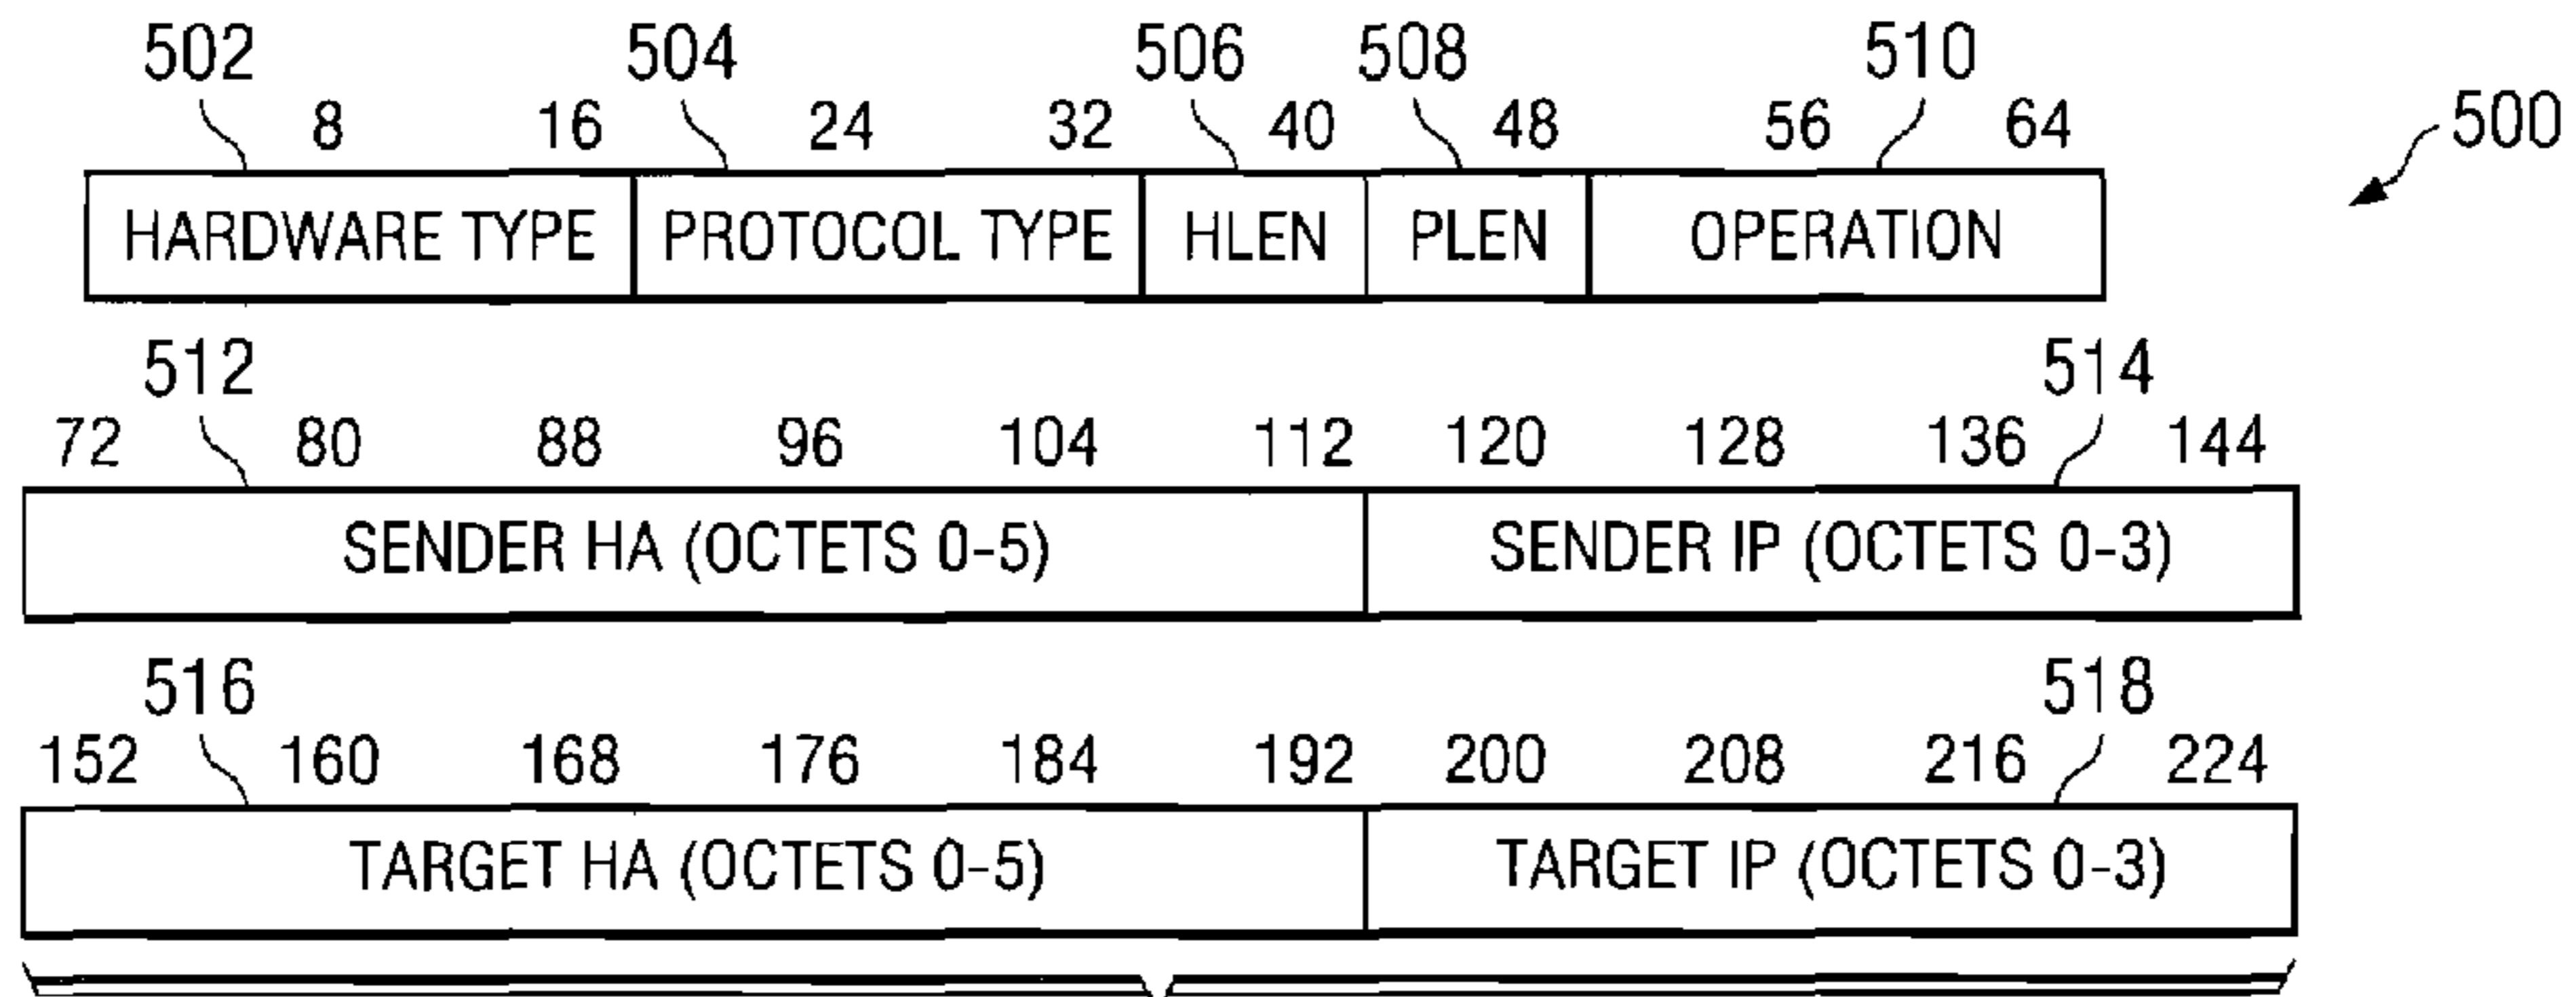 502 504 506 508 510
8 16 24 32 40 48 56 64 500
HARDWARE TYPE PROTOCOL TYPE HLEN PLEN OPERATION
512 514
72 80 88 96 104 112 120 128 136 144
SENDER HA (OCTETS 0-5) SENDER IP (OCTETS 0-3)
516 518
152 160 168 176 184 192 200 208 216 224
TARGET HA (OCTETS 0-5) TARGET IP (OCTETS 0-3)